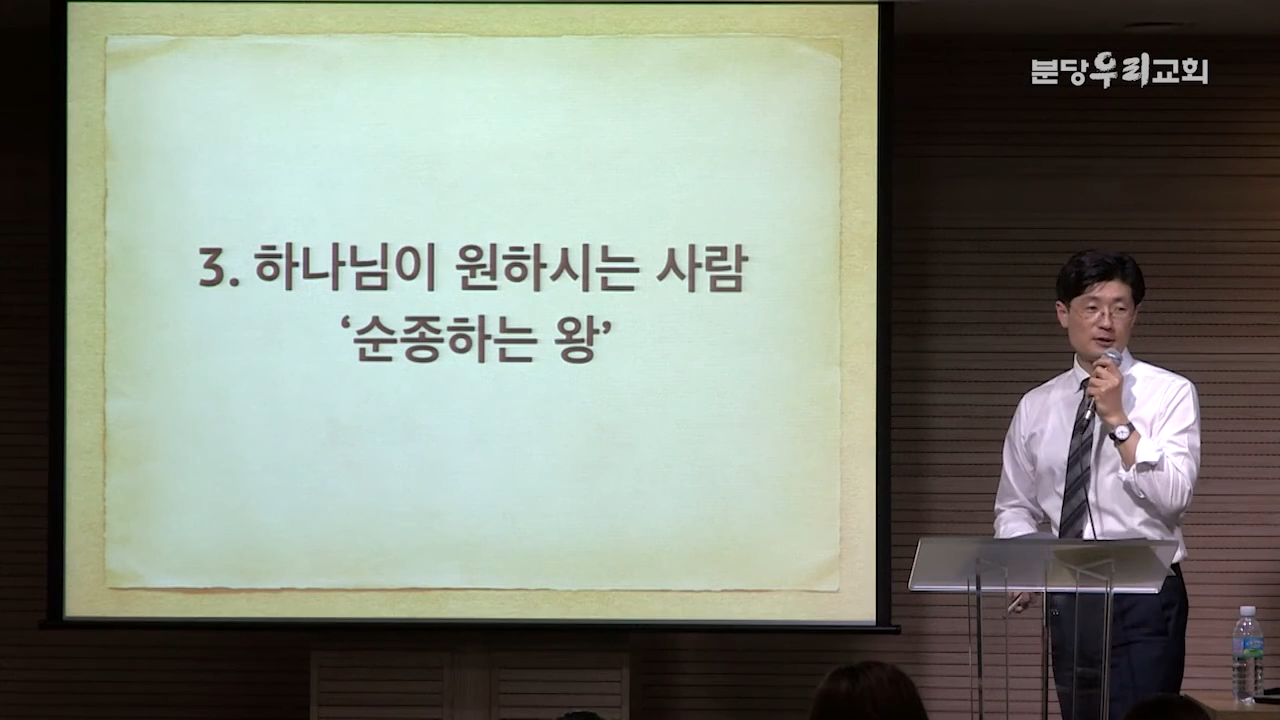 분당우리교회
3. 하나님이 원하시는 사람
‘순종하는 왕’